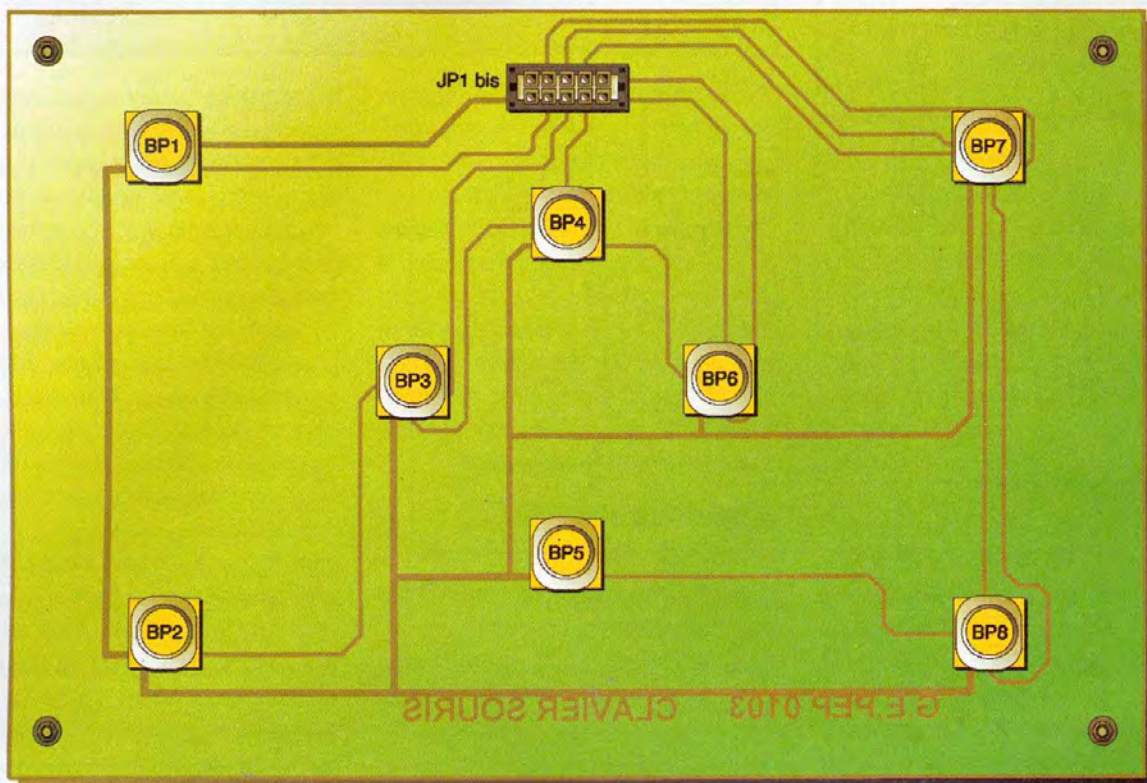 JP1 bis
BP1
BP7
BP4
BP3
BP6
BP5
BP2
BP8
G.E.PEP 0103 CLAVIER SOURIS